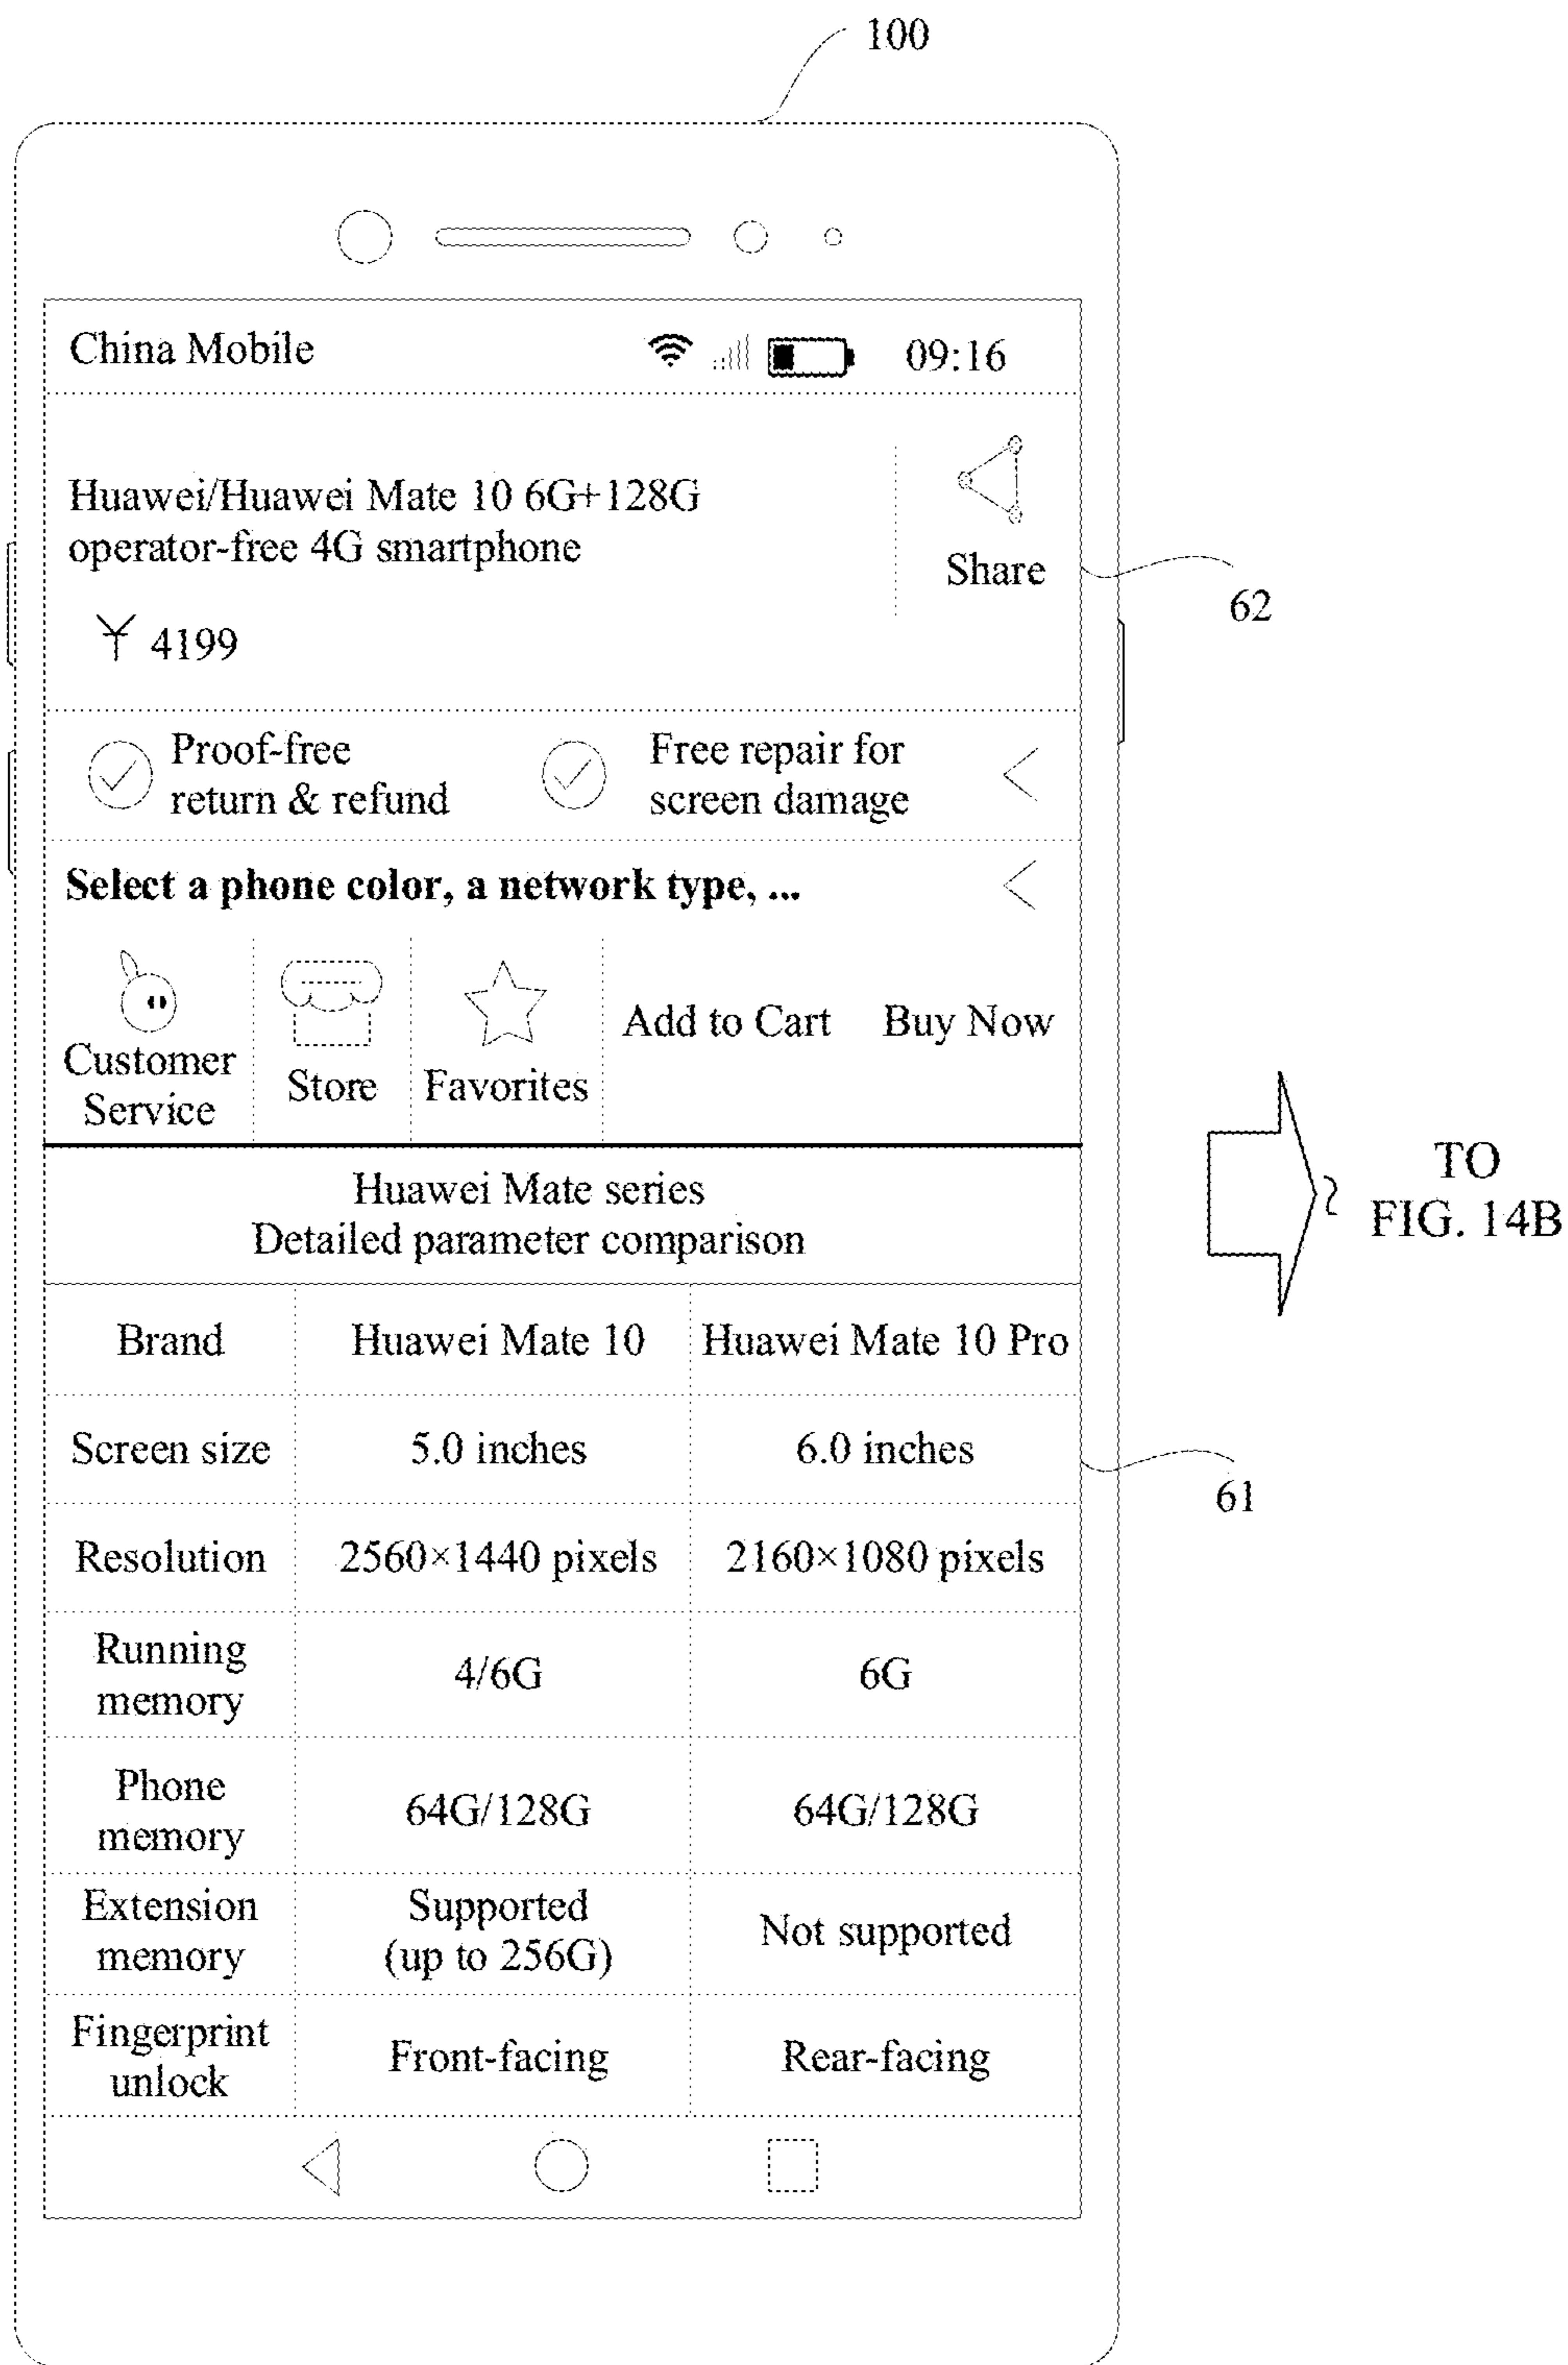 100
China Mobile 09:16
Huawei/Huawei Mate 10 6G+128G
operator-free 4G smartphone
Share
62
¥ 4199
Proof-free
return & refund
Free repair for
screen damage
Select a phone color, a network type, ...
Customer
Service
Store
Favorites
Add to Cart
Buy Now
TO
FIG. 14B
Huawei Mate series
Detailed parameter comparison
Brand Huawei Mate 10 Huawei Mate 10 Pro
Screen size 5.0 inches 6.0 inches
61
Resolution 2560×1440 pixels 2160×1080 pixels
Running
memory
4/6G
6G
Phone
memory
64G/128G
64G/128G
Extension
memory
Supported
(up to 256G)
Not supported
Fingerprint
unlock
Front-facing
Rear-facing